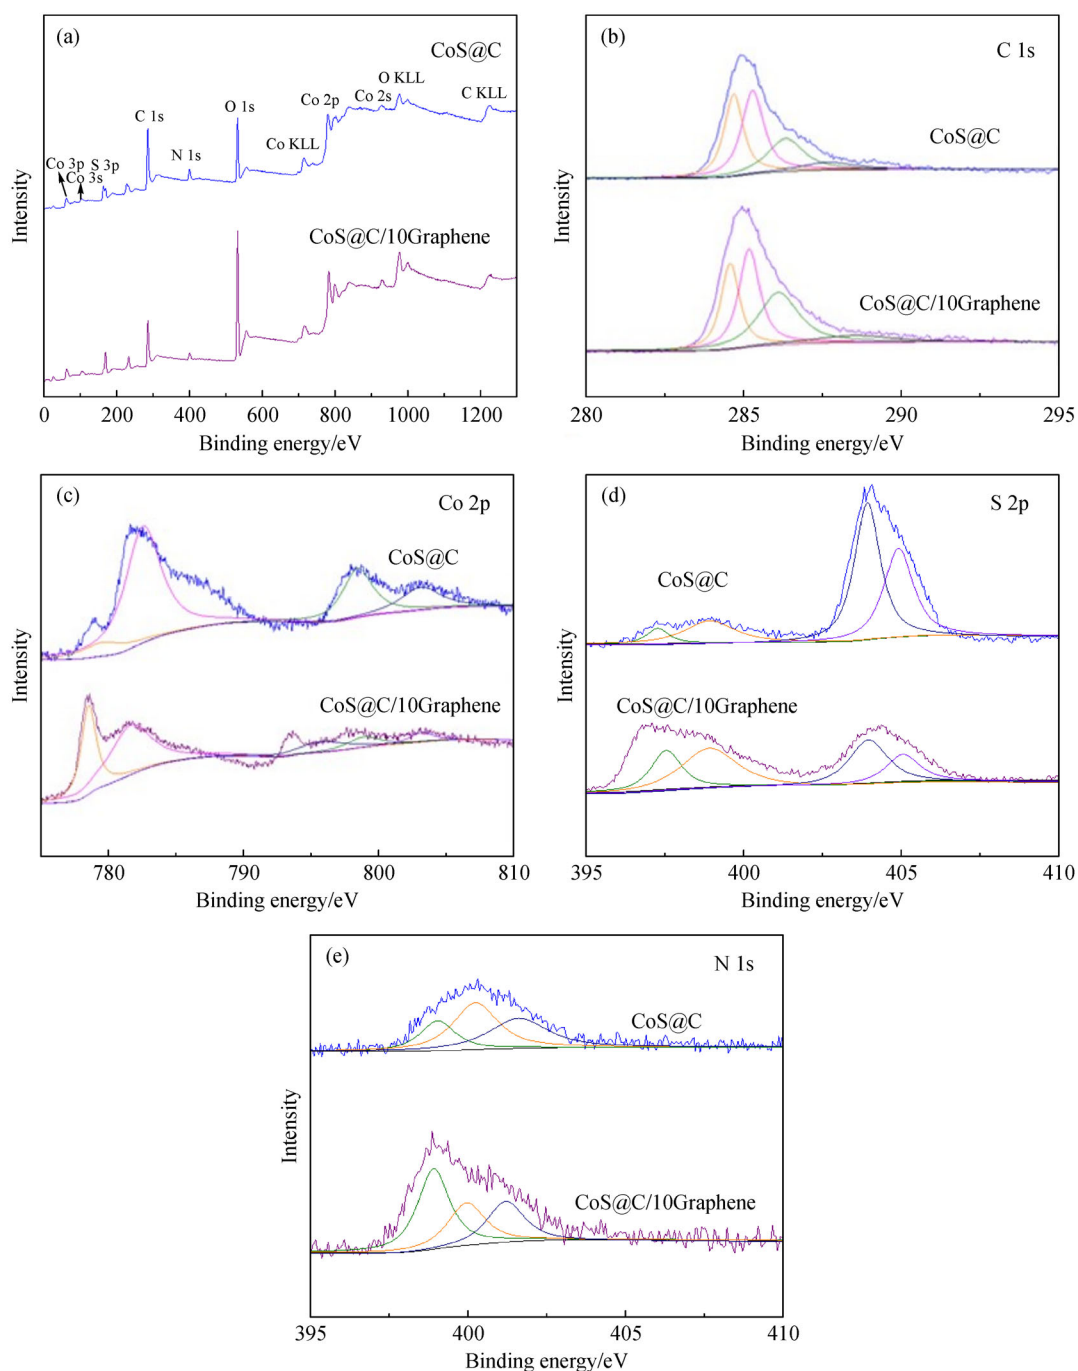 (a)
CoS@C
O KLL
C KLL
Co 2p
Co 2s
O 1s
C 1s
Co KLL
N 1s
Co 3p
S 3p
Co 3s
CoS@C/10Graphene
Intensity
0 200 400 600 800 1000 1200
Binding energy/eV
(b)
C 1s
CoS@C
CoS@C/10Graphene
Intensity
280 285 290 295
Binding energy/eV
(c)
Co 2p
CoS@C
CoS@C/10Graphene
Intensity
780 790 800 810
Binding energy/eV
(d)
S 2p
CoS@C
CoS@C/10Graphene
Intensity
395 400 405 410
Binding energy/eV
(e)
N 1s
CoS@C
CoS@C/10Graphene
Intensity
395 400 405 410
Binding energy/eV